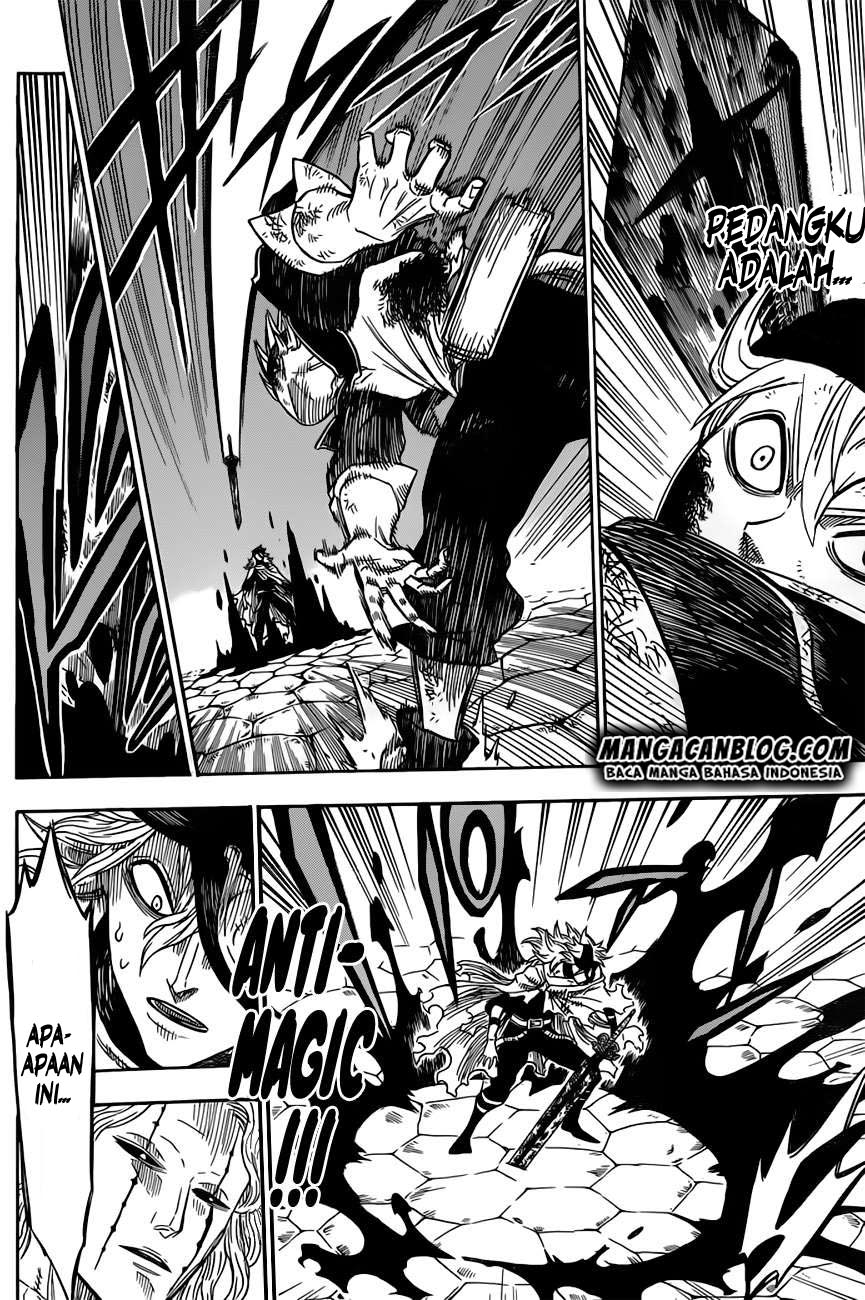 PEDANGKU
ADALAH...
MANGACANBLOG.COM
BACA MANGA BAHASA INDONESIA
ANTI-
MAGIC
!!!
APA-
APAAN
INI...